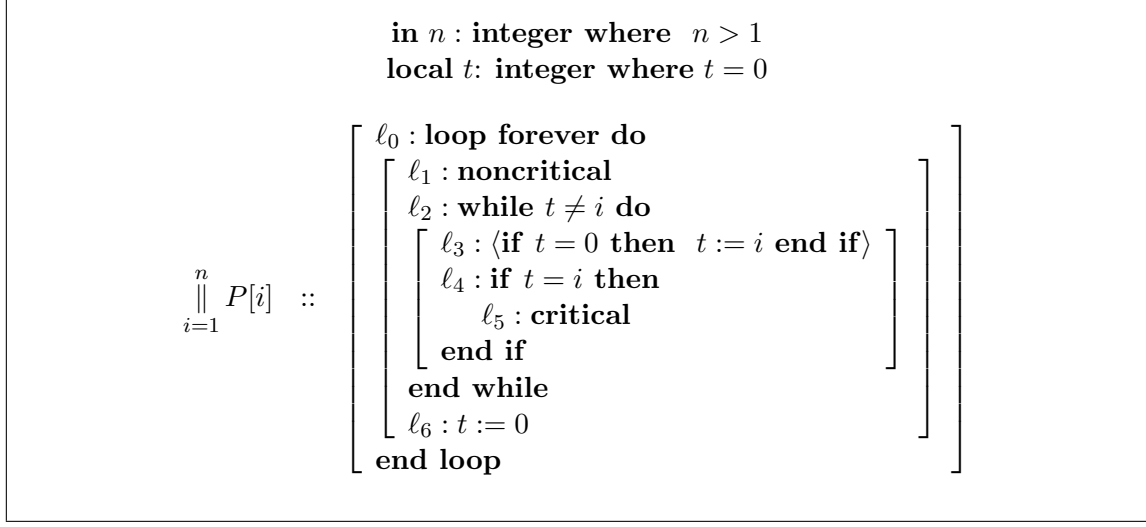 in n : integer where n > 1
local t: integer where t = 0
ℓ0 : loop forever do
ℓ1 : noncritical
ℓ2 : while t ≠ i do
ℓ3 : ⟨if t = 0 then t := i end if⟩
n
‖ P[i] ::
i=1
ℓ4 : if t = i then
ℓ5 : critical
end if
end while
ℓ6 : t := 0
end loop